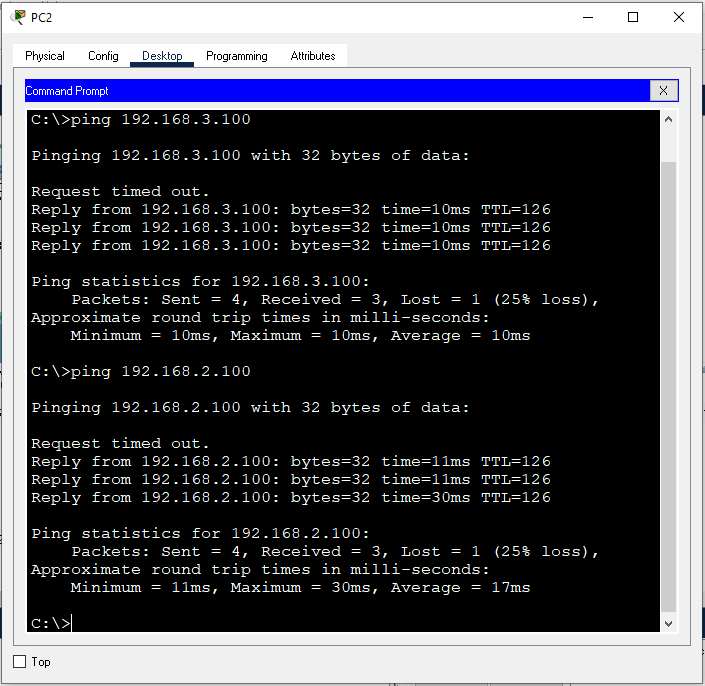 PC2
Physical Config Desktop Programming Attributes
Command Prompt
X
C:\>ping 192.168.3.100
Pinging 192.168.3.100 with 32 bytes of data:
Request timed out.
Reply from 192.168.3.100: bytes=32 time=10ms TTL=126
Reply from 192.168.3.100: bytes=32 time=10ms TTL=126
Reply from 192.168.3.100: bytes=32 time=10ms TTL=126
Ping statistics for 192.168.3.100:
    Packets: Sent = 4, Received = 3, Lost = 1 (25% loss),
Approximate round trip times in milli-seconds:
    Minimum = 10ms, Maximum = 10ms, Average = 10ms
C:\>ping 192.168.2.100
Pinging 192.168.2.100 with 32 bytes of data:
Request timed out.
Reply from 192.168.2.100: bytes=32 time=11ms TTL=126
Reply from 192.168.2.100: bytes=32 time=11ms TTL=126
Reply from 192.168.2.100: bytes=32 time=30ms TTL=126
Ping statistics for 192.168.2.100:
    Packets: Sent = 4, Received = 3, Lost = 1 (25% loss),
Approximate round trip times in milli-seconds:
    Minimum = 11ms, Maximum = 30ms, Average = 17ms
C:\>
Top